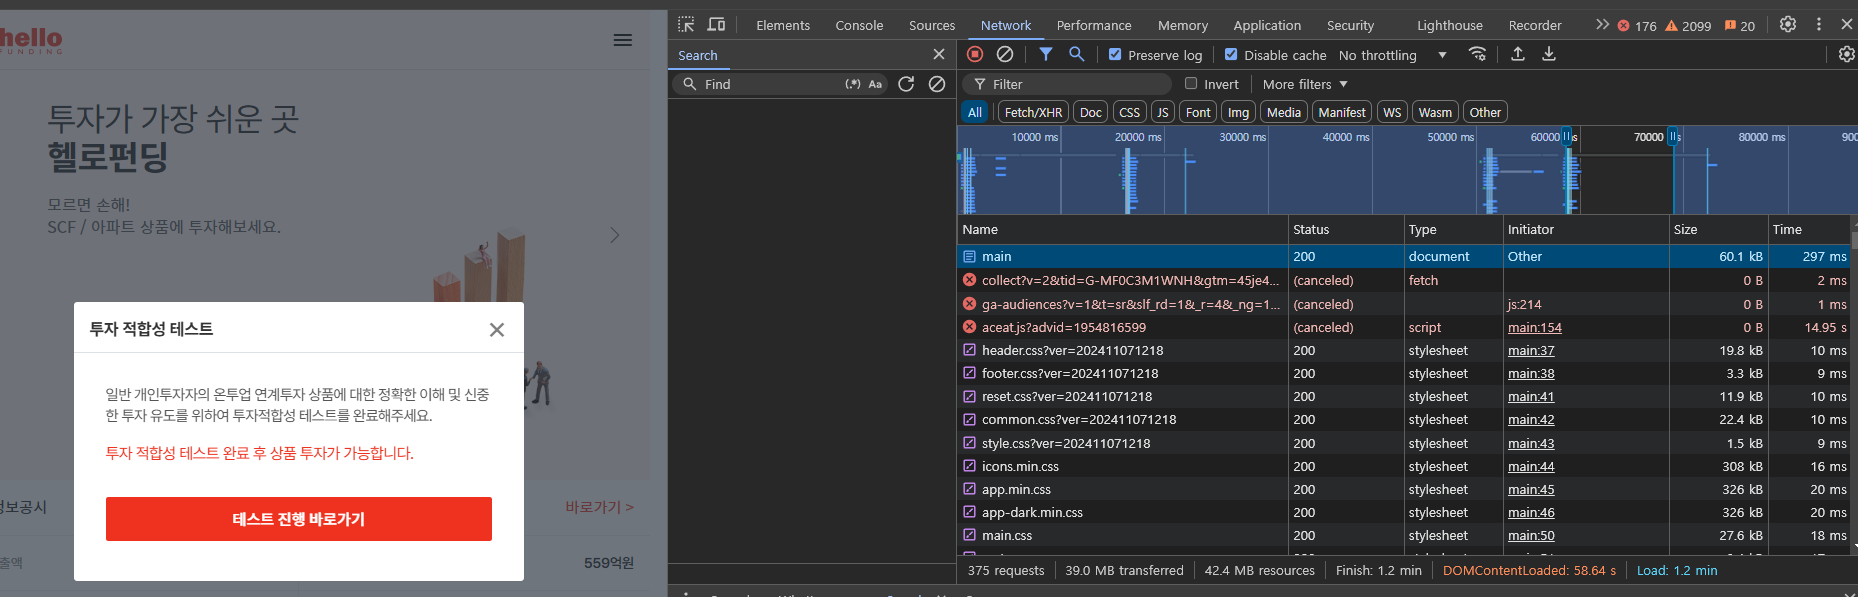 hello
FUNDING
투자가 가장 쉬운 곳
헬로펀딩
모르면 손해!
SCF / 아파트 상품에 투자해보세요.
투자 적합성 테스트
일반 개인투자자의 온투업 연계투자 상품에 대한 정확한 이해 및 신중
한 투자 유도를 위하여 투자적합성 테스트를 완료해주세요.
투자 적합성 테스트 완료 후 상품 투자가 가능합니다.
테스트 진행 바로가기
정보공시
바로가기 >
출액
559억원
Elements Console Sources Network Performance Memory Application Security Lighthouse Recorder 176 2099 20
Search
Find (.*) Aa
Preserve log Disable cache No throttling
Filter Invert More filters
All Fetch/XHR Doc CSS JS Font Img Media Manifest WS Wasm Other
10000 ms 20000 ms 30000 ms 40000 ms 50000 ms 60000 ms 70000 ms 80000 ms 900
Name Status Type Initiator Size Time
main 200 document Other 60.1 kB 297 ms
collect?v=2&tid=G-MF0C3M1WNH&gtm=45je4... (canceled) fetch 0 B 2 ms
ga-audiences?v=1&t=sr&slf_rd=1&_r=4&_ng=1... (canceled) js:214 0 B 1 ms
aceat.js?advid=1954816599 (canceled) script main:154 0 B 14.95 s
header.css?ver=202411071218 200 stylesheet main:37 19.8 kB 10 ms
footer.css?ver=202411071218 200 stylesheet main:38 3.3 kB 9 ms
reset.css?ver=202411071218 200 stylesheet main:41 11.9 kB 10 ms
common.css?ver=202411071218 200 stylesheet main:42 22.4 kB 10 ms
style.css?ver=202411071218 200 stylesheet main:43 1.5 kB 9 ms
icons.min.css 200 stylesheet main:44 308 kB 16 ms
app.min.css 200 stylesheet main:45 326 kB 20 ms
app-dark.min.css 200 stylesheet main:46 326 kB 20 ms
main.css 200 stylesheet main:50 27.6 kB 18 ms
375 requests 39.0 MB transferred 42.4 MB resources Finish: 1.2 min DOMContentLoaded: 58.64 s Load: 1.2 min